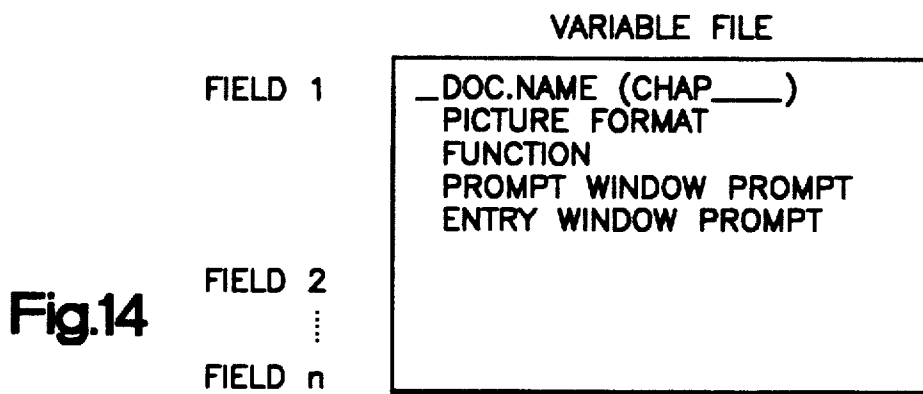 VARIABLE FILE
FIELD 1 _DOC.NAME (CHAP____)
PICTURE FORMAT
FUNCTION
PROMPT WINDOW PROMPT
ENTRY WINDOW PROMPT
FIELD 2
Fig.14
FIELD n